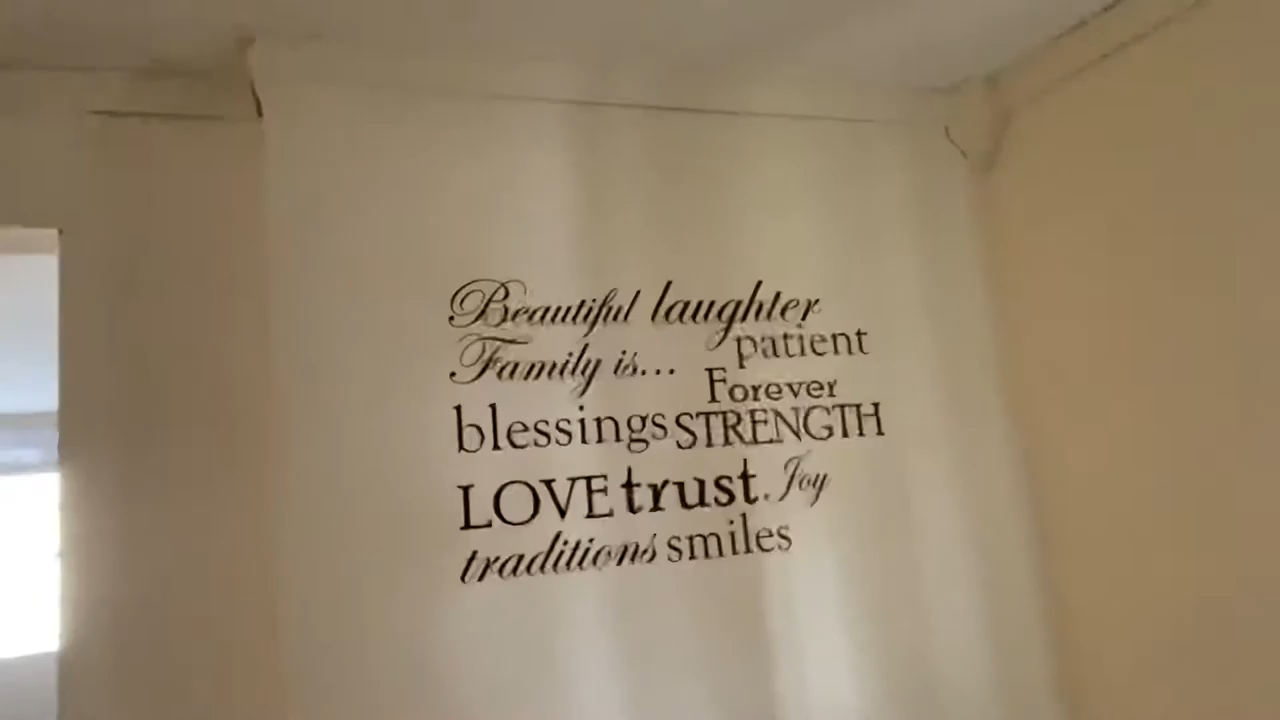 Beautiful laughter
Family is... patient
Forever
blessings STRENGTH
LOVE trust. Joy
traditions smiles